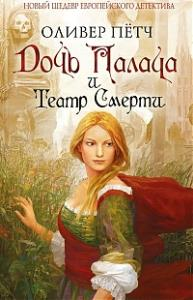 НОВЫЙ ШЕДЕВР ЕВРОПЕЙСКОГО ДЕТЕКТИВА
ОЛИВЕР ПЁТЧ
Дочь Палача
и
Театр Смерти